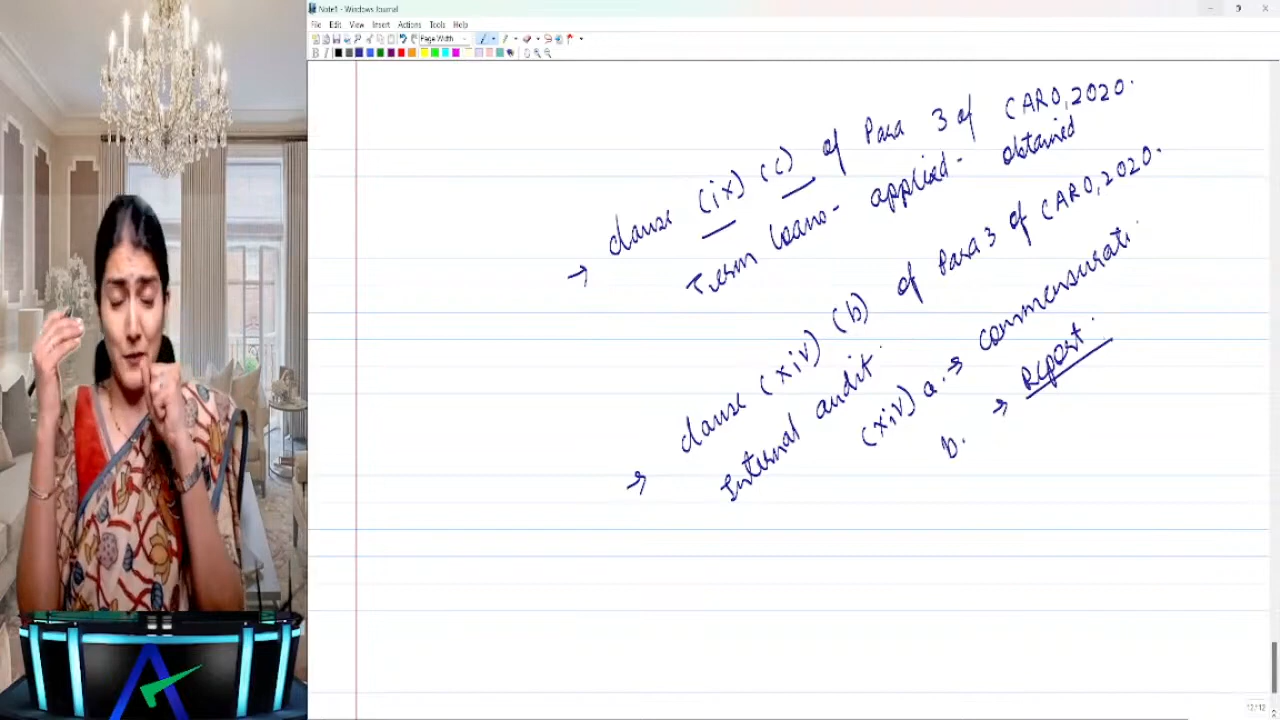 Note1 - Windows Journal
File Edit View Insert Actions Tools Help
Page Width
→ clause (ix) (c) of Para 3 of CARO, 2020.
Term loans - applied - obtained
→ clause (xiv) (b) of Para 3 of CARO, 2020.
Internal audit.
(xiv) a. → commensurate.
b. → Report.